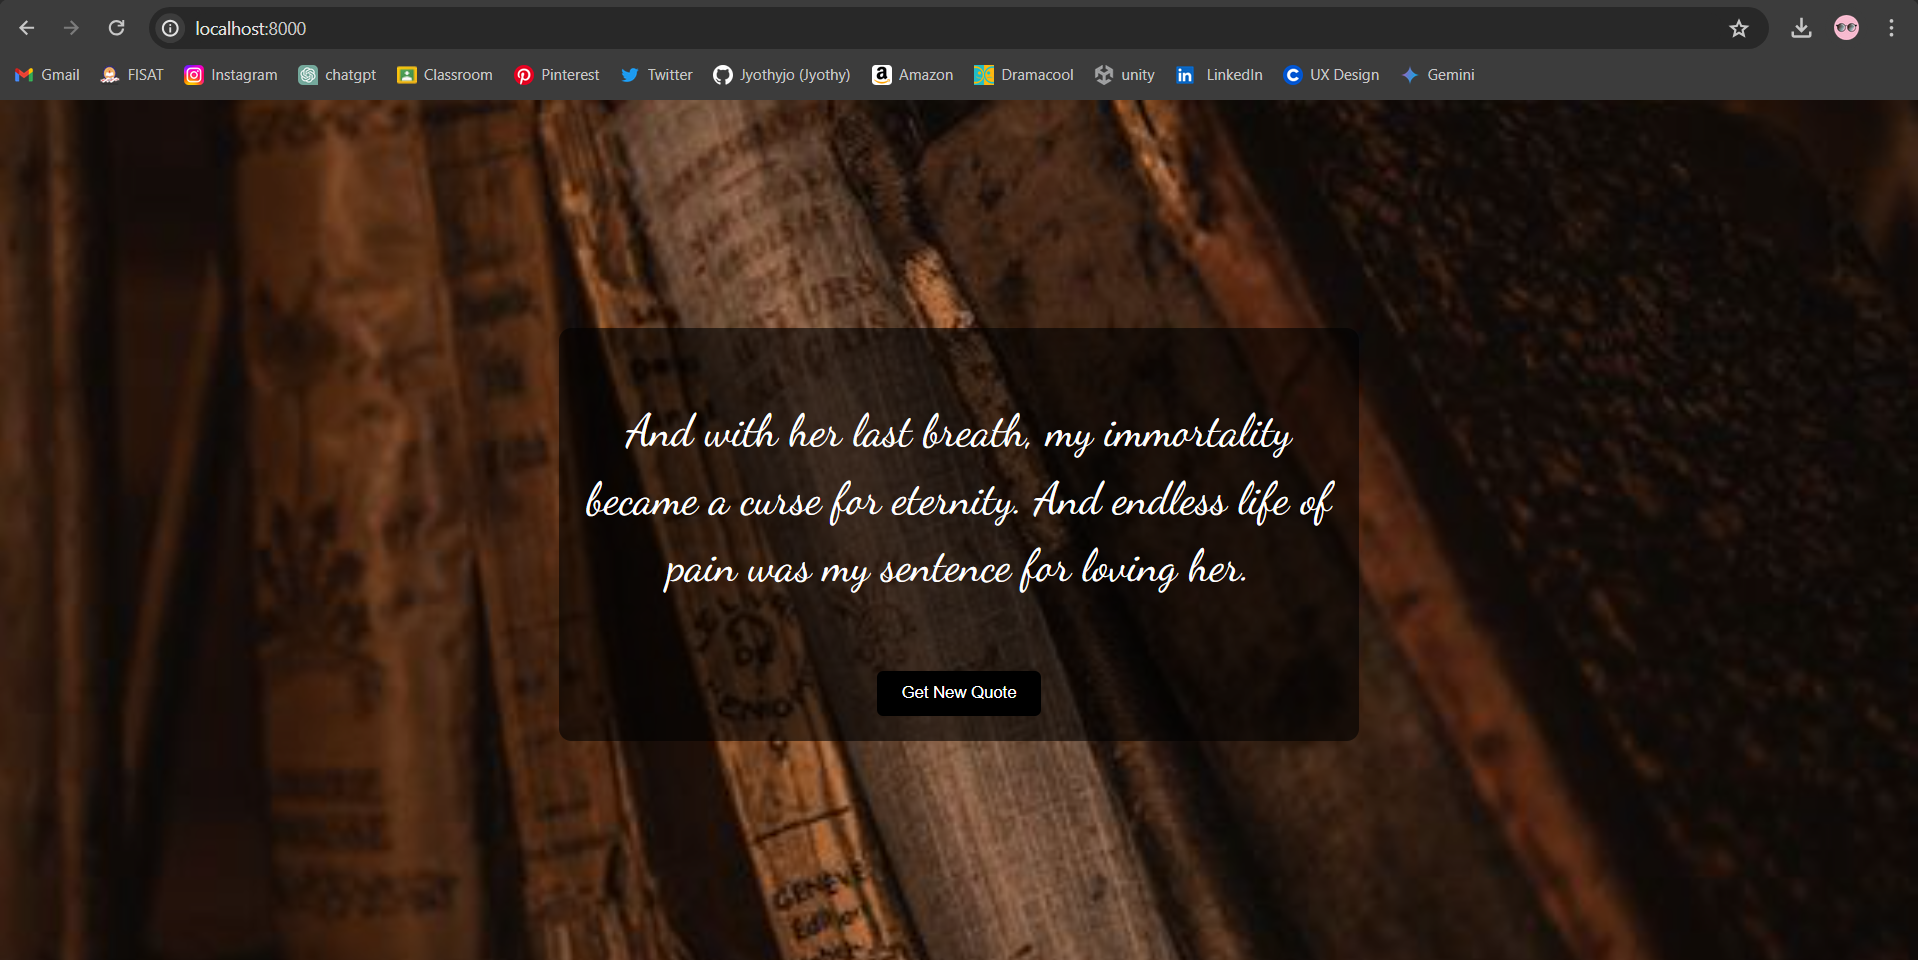 localhost:8000
Gmail FISAT Instagram chatgpt Classroom Pinterest Twitter Jyothyjo (Jyothy) Amazon Dramacool unity LinkedIn UX Design Gemini
And with her last breath, my immortality
became a curse for eternity. And endless life of
pain was my sentence for loving her.
Get New Quote
GENEVE